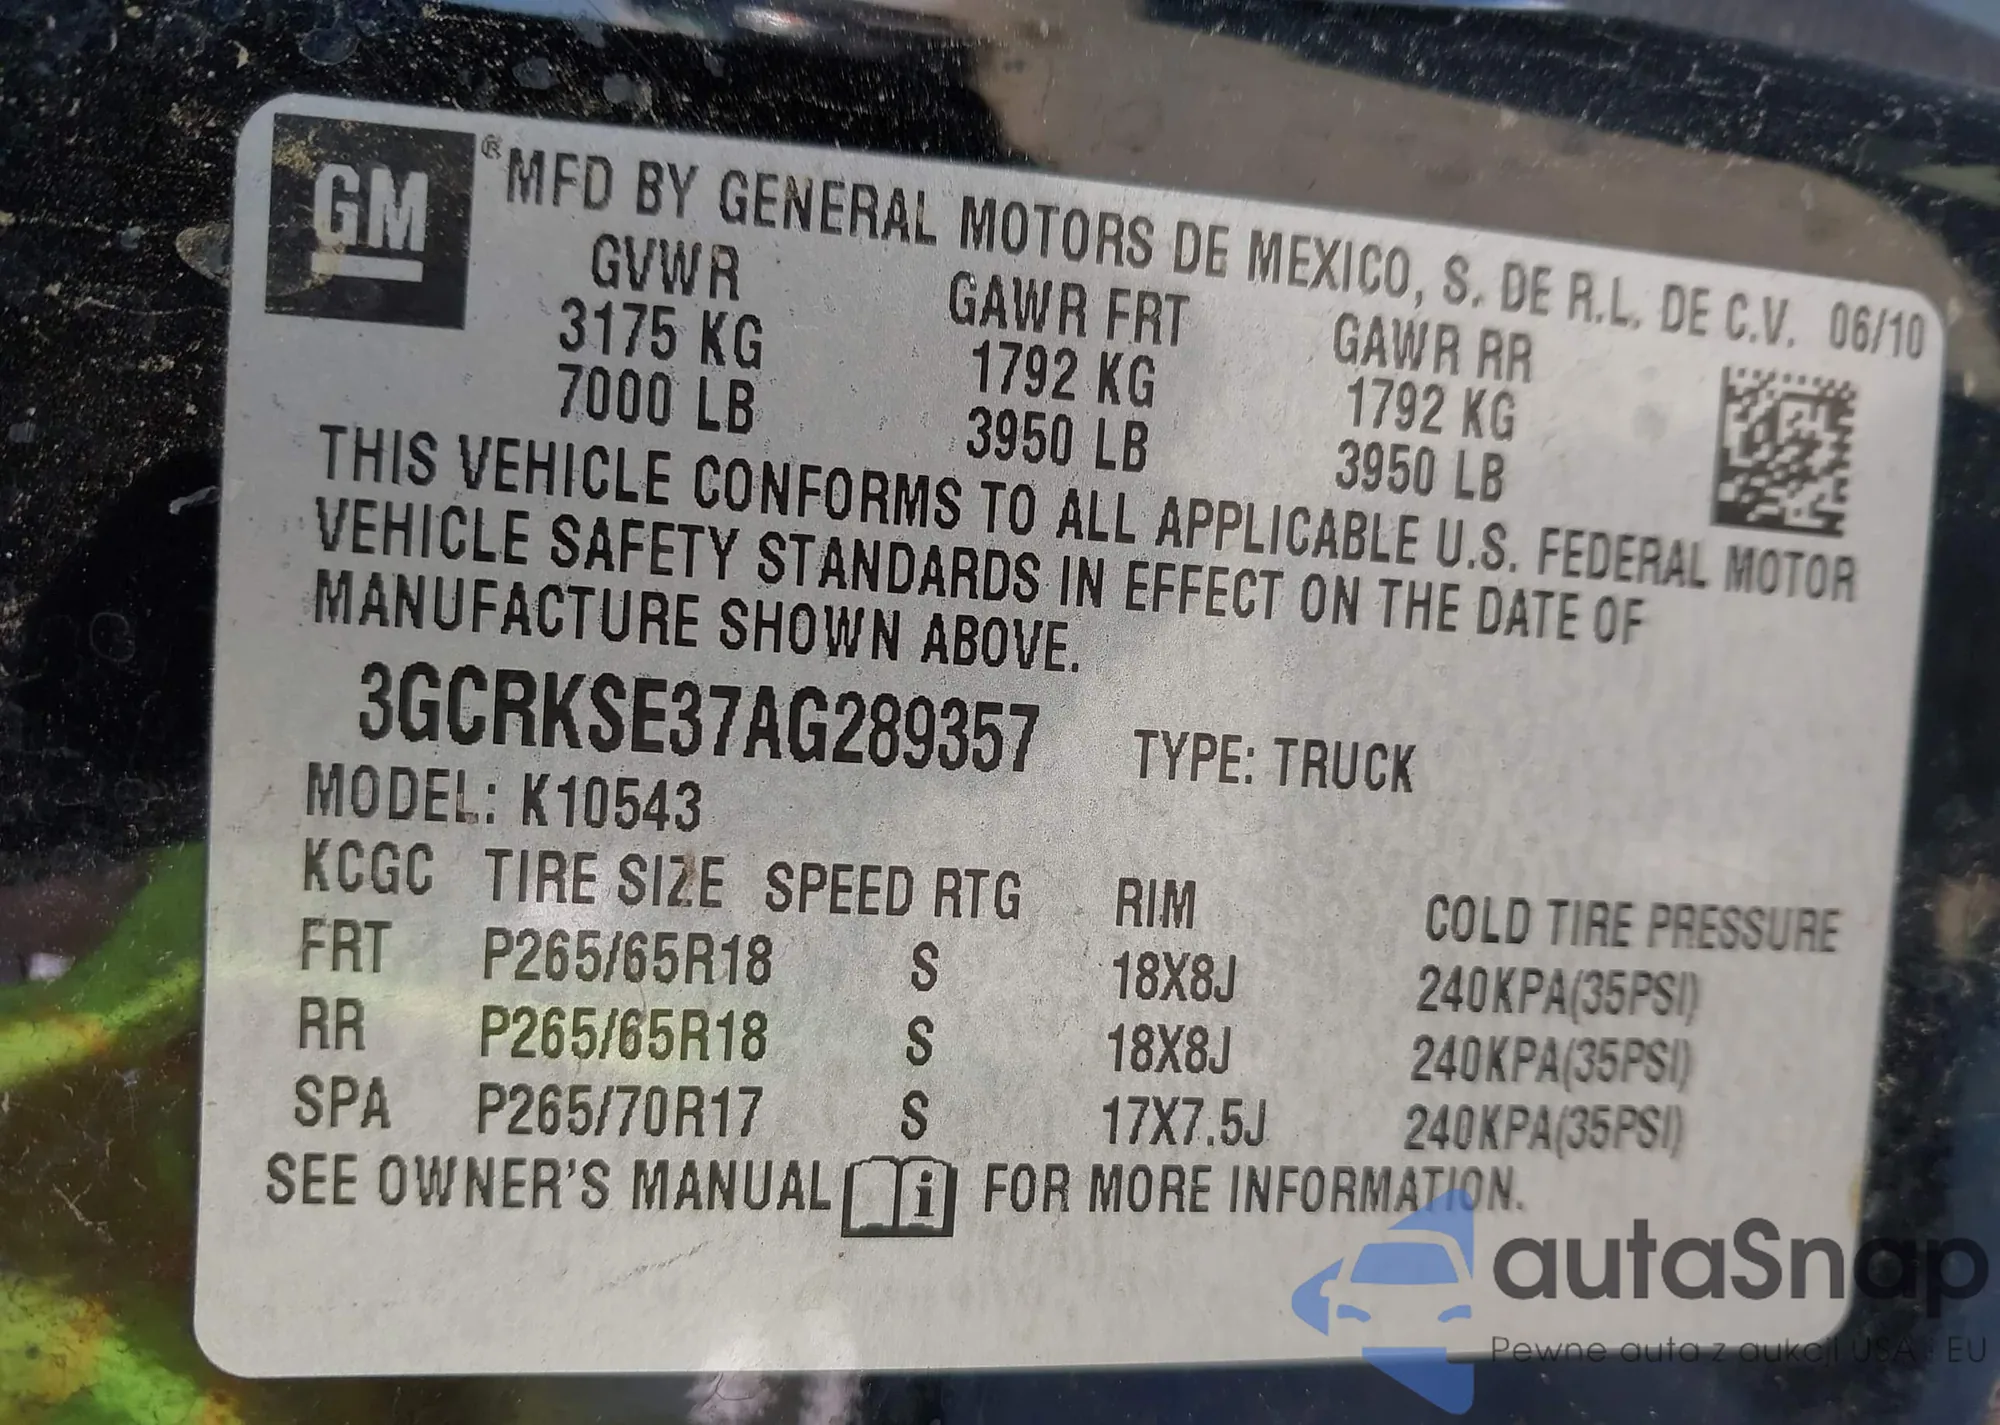 GM ® MFD BY GENERAL MOTORS DE MEXICO, S. DE R.L. DE C.V. 06/10
GVWR GAWR FRT GAWR RR
3175 KG 1792 KG 1792 KG
7000 LB 3950 LB 3950 LB
THIS VEHICLE CONFORMS TO ALL APPLICABLE U.S. FEDERAL MOTOR
VEHICLE SAFETY STANDARDS IN EFFECT ON THE DATE OF
MANUFACTURE SHOWN ABOVE.
3GCRKSE37AG289357 TYPE: TRUCK
MODEL: K10543
KCGC TIRE SIZE SPEED RTG RIM COLD TIRE PRESSURE
FRT P265/65R18 S 18X8J 240KPA(35PSI)
RR P265/65R18 S 18X8J 240KPA(35PSI)
SPA P265/70R17 S 17X7.5J 240KPA(35PSI)
SEE OWNER'S MANUAL i FOR MORE INFORMATION.
autaSnap
Pewne auta z aukcji USA i EU